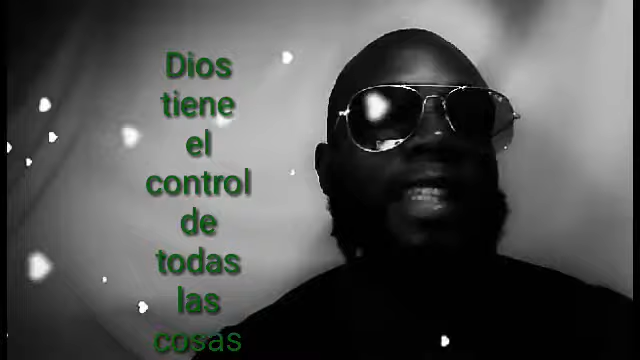 Dios
tiene
el
control
de
todas
las
cosas